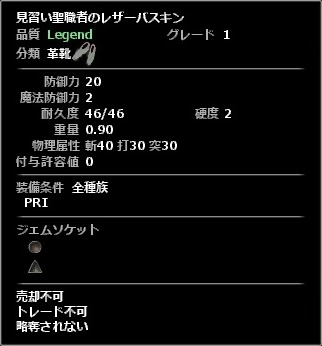 見習い聖職者のレザーバスキン
品質 Legend グレード 1
分類 革靴
防御力 20
魔法防御力 2
耐久度 46/46 硬度 2
重量 0.90
物理属性 斬40 打30 突30
付与許容値 0
装備条件 全種族
PRI
ジェムソケット
売却不可
トレード不可
略奪されない